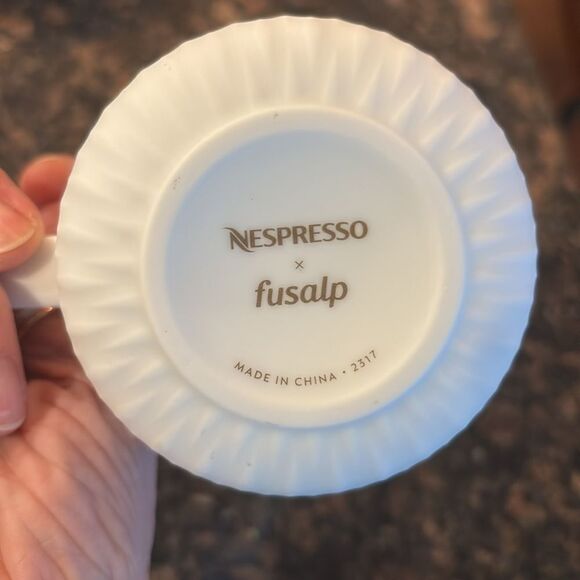 NESPRESSO
×
fusalp
MADE IN CHINA • 2317